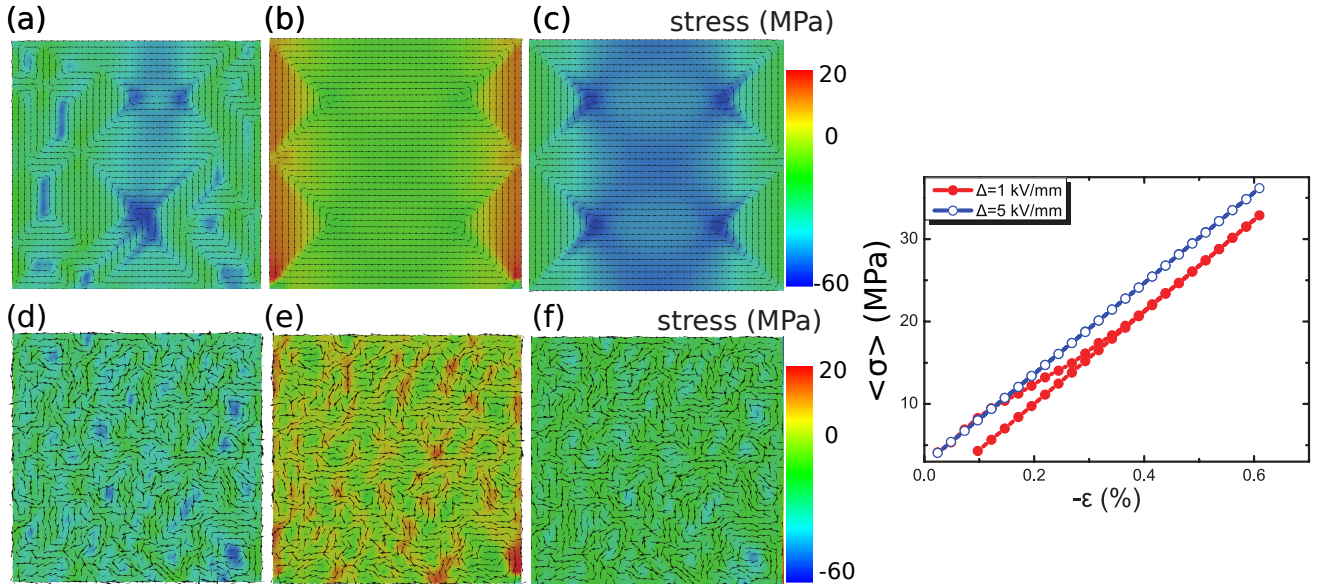 (a) (b) (c) stress (MPa)
20
0
-60
(d) (e) (f) stress (MPa)
20
0
-60
Δ=1 kV/mm
Δ=5 kV/mm
<σ> (MPa)
30
20
10
0.0 0.2 0.4 0.6
-ε (%)